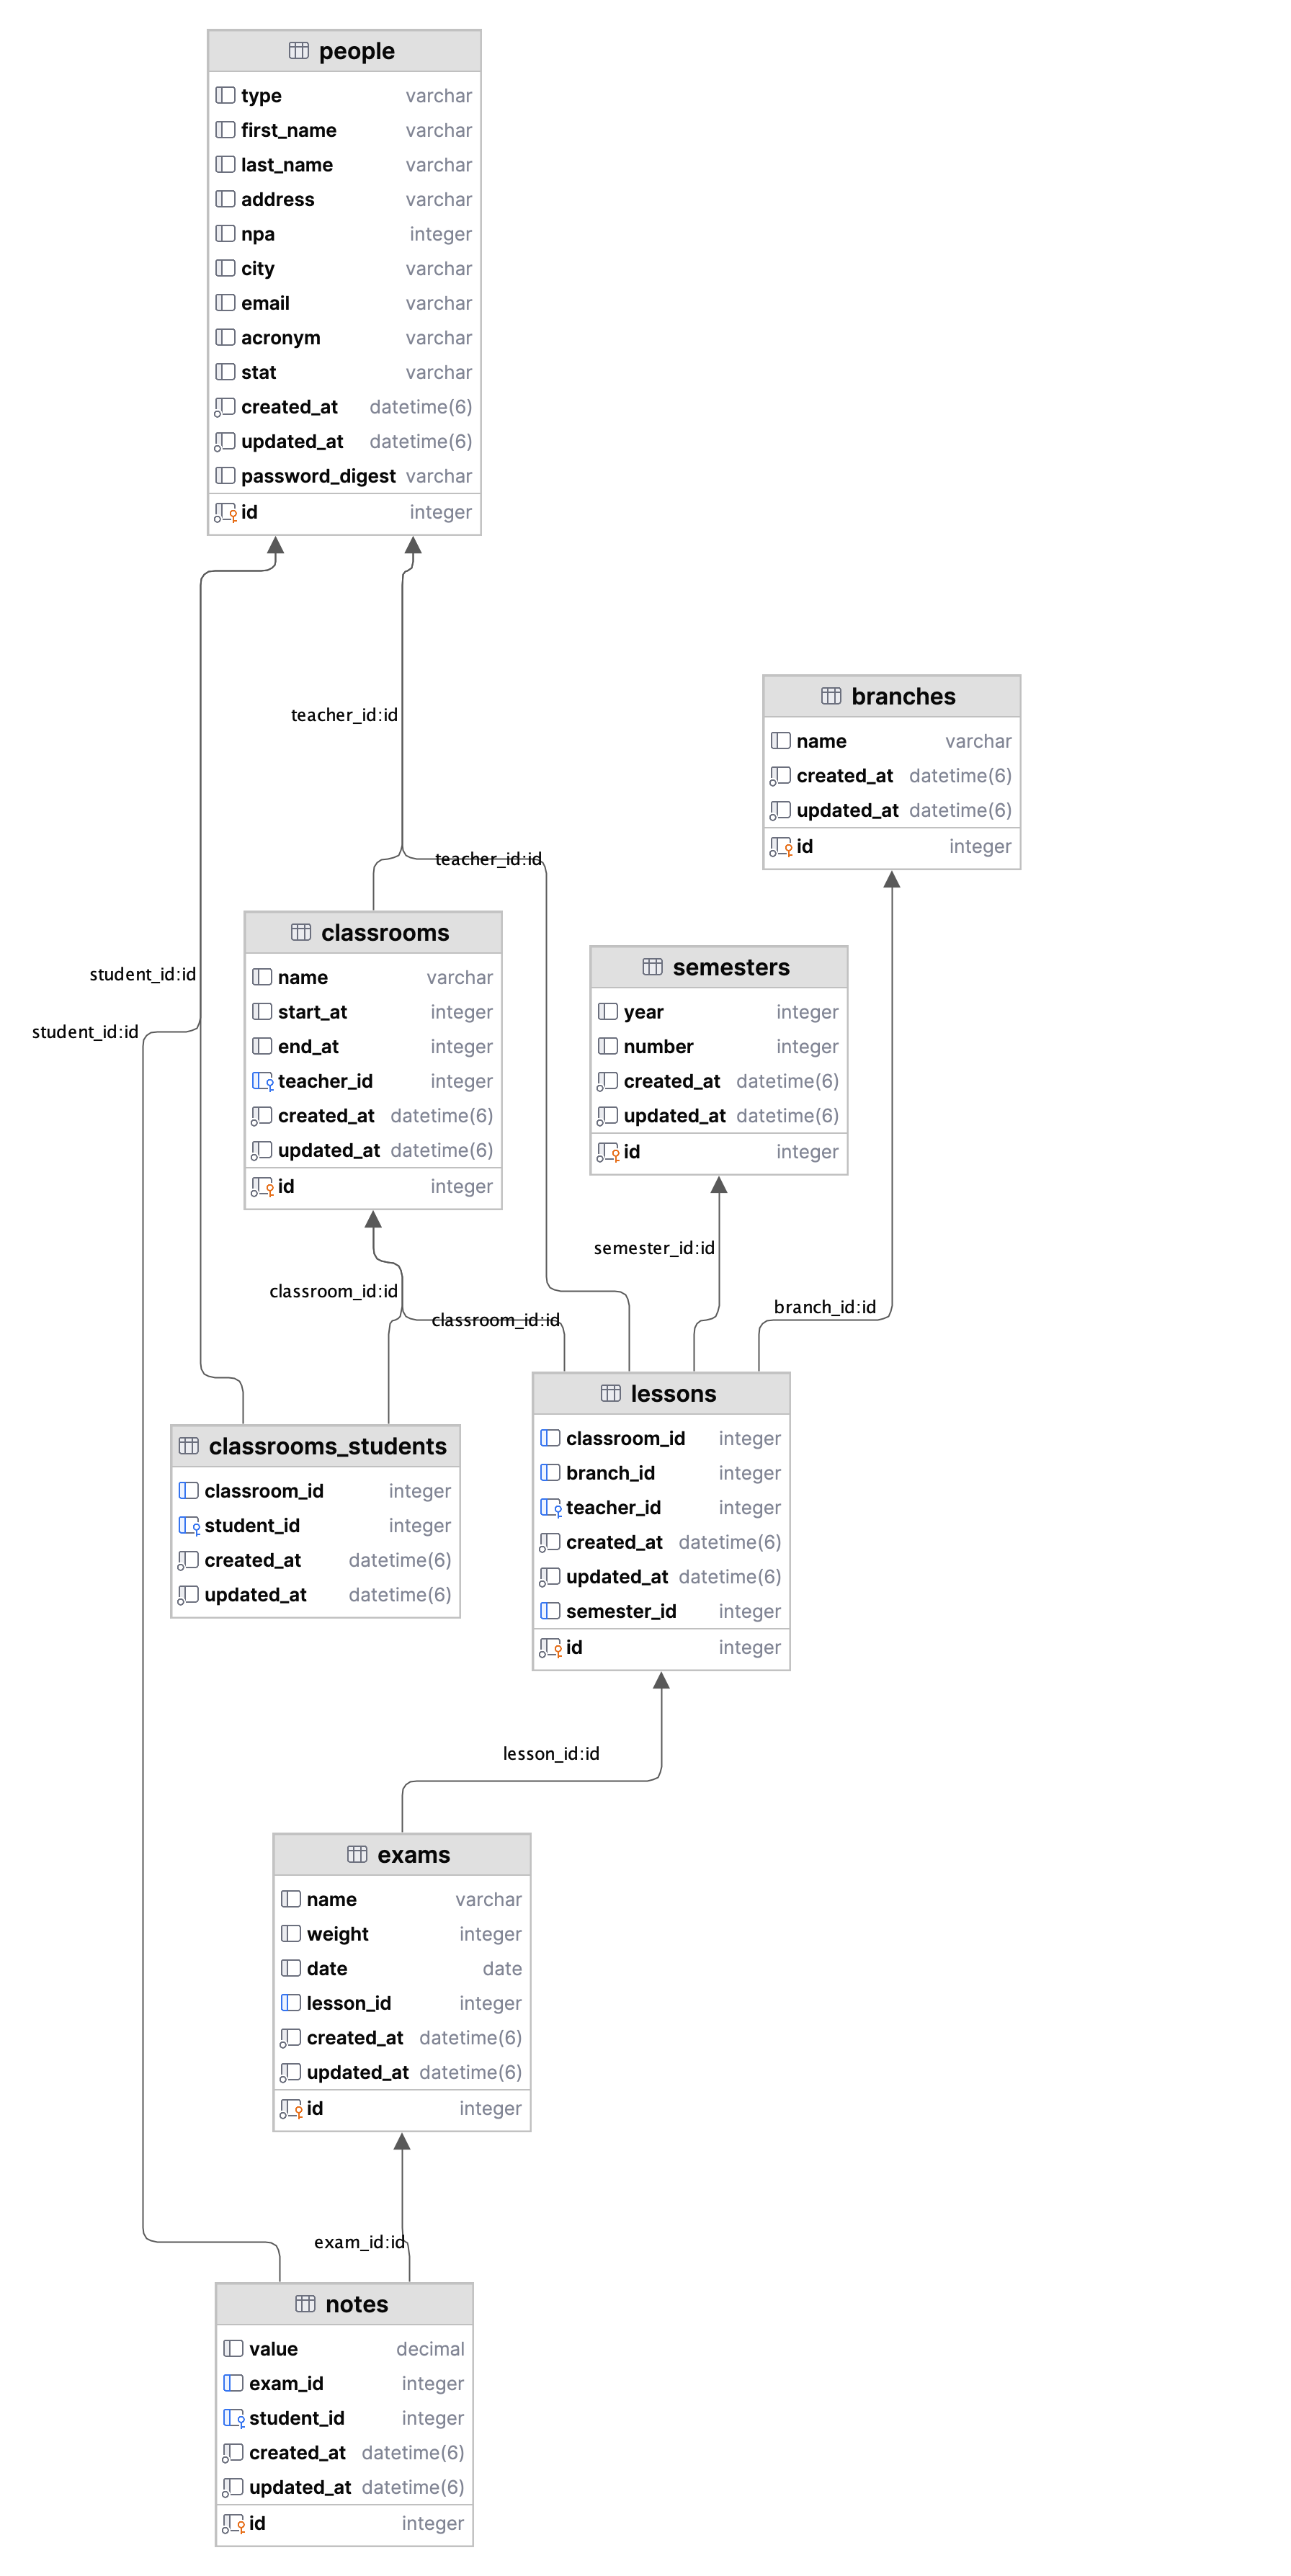 people
type varchar
first_name varchar
last_name varchar
address varchar
npa integer
city varchar
email varchar
acronym varchar
stat varchar
created_at datetime(6)
updated_at datetime(6)
password_digest varchar
id integer
teacher_id:id
branches
name varchar
created_at datetime(6)
updated_at datetime(6)
id integer
teacher_id:id
classrooms
name varchar
start_at integer
end_at integer
teacher_id integer
created_at datetime(6)
updated_at datetime(6)
id integer
semesters
year integer
number integer
created_at datetime(6)
updated_at datetime(6)
id integer
student_id:id
student_id:id
semester_id:id
classroom_id:id
branch_id:id
classroom_id:id
lessons
classroom_id integer
branch_id integer
teacher_id integer
created_at datetime(6)
updated_at datetime(6)
semester_id integer
id integer
classrooms_students
classroom_id integer
student_id integer
created_at datetime(6)
updated_at datetime(6)
lesson_id:id
exams
name varchar
weight integer
date date
lesson_id integer
created_at datetime(6)
updated_at datetime(6)
id integer
exam_id:id
notes
value decimal
exam_id integer
student_id integer
created_at datetime(6)
updated_at datetime(6)
id integer